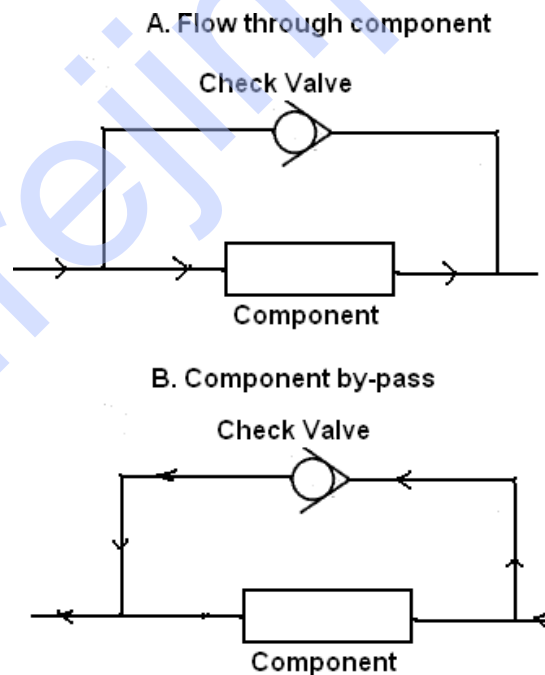 A. Flow through component
Check Valve
Component
B. Component by-pass
Check Valve
Component